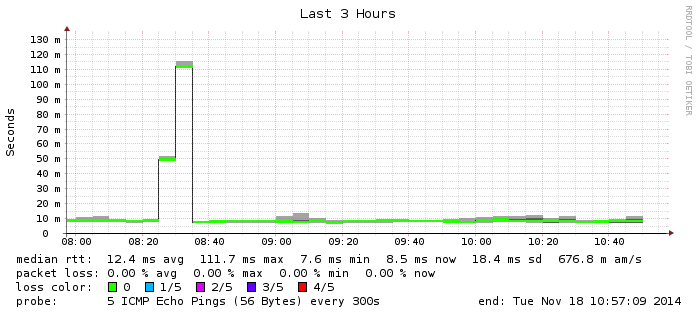 Last 3 Hours
RRDTOOL / TOBI OETIKER
Seconds
130 m
120 m
110 m
100 m
90 m
80 m
70 m
60 m
50 m
40 m
30 m
20 m
10 m
0
08:00 08:20 08:40 09:00 09:20 09:40 10:00 10:20 10:40
median rtt: 12.4 ms avg 111.7 ms max 7.6 ms min 8.5 ms now 18.4 ms sd 676.8 m am/s
packet loss: 0.00 % avg 0.00 % max 0.00 % min 0.00 % now
loss color: 0 1/5 2/5 3/5 4/5
probe: 5 ICMP Echo Pings (56 Bytes) every 300s end: Tue Nov 18 10:57:09 2014